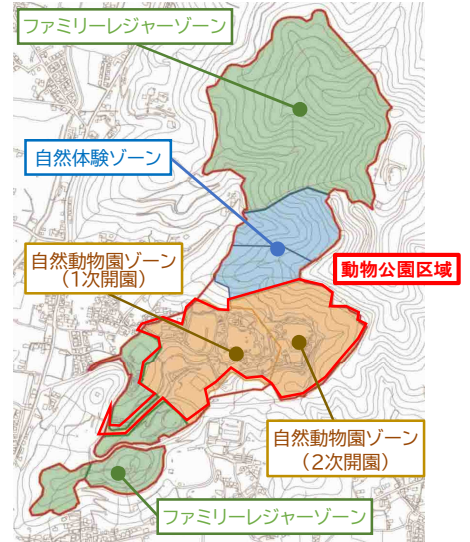 ファミリーレジャーゾーン
自然体験ゾーン
自然動物園ゾーン
（1次開園）
動物公園区域
自然動物園ゾーン
（2次開園）
ファミリーレジャーゾーン